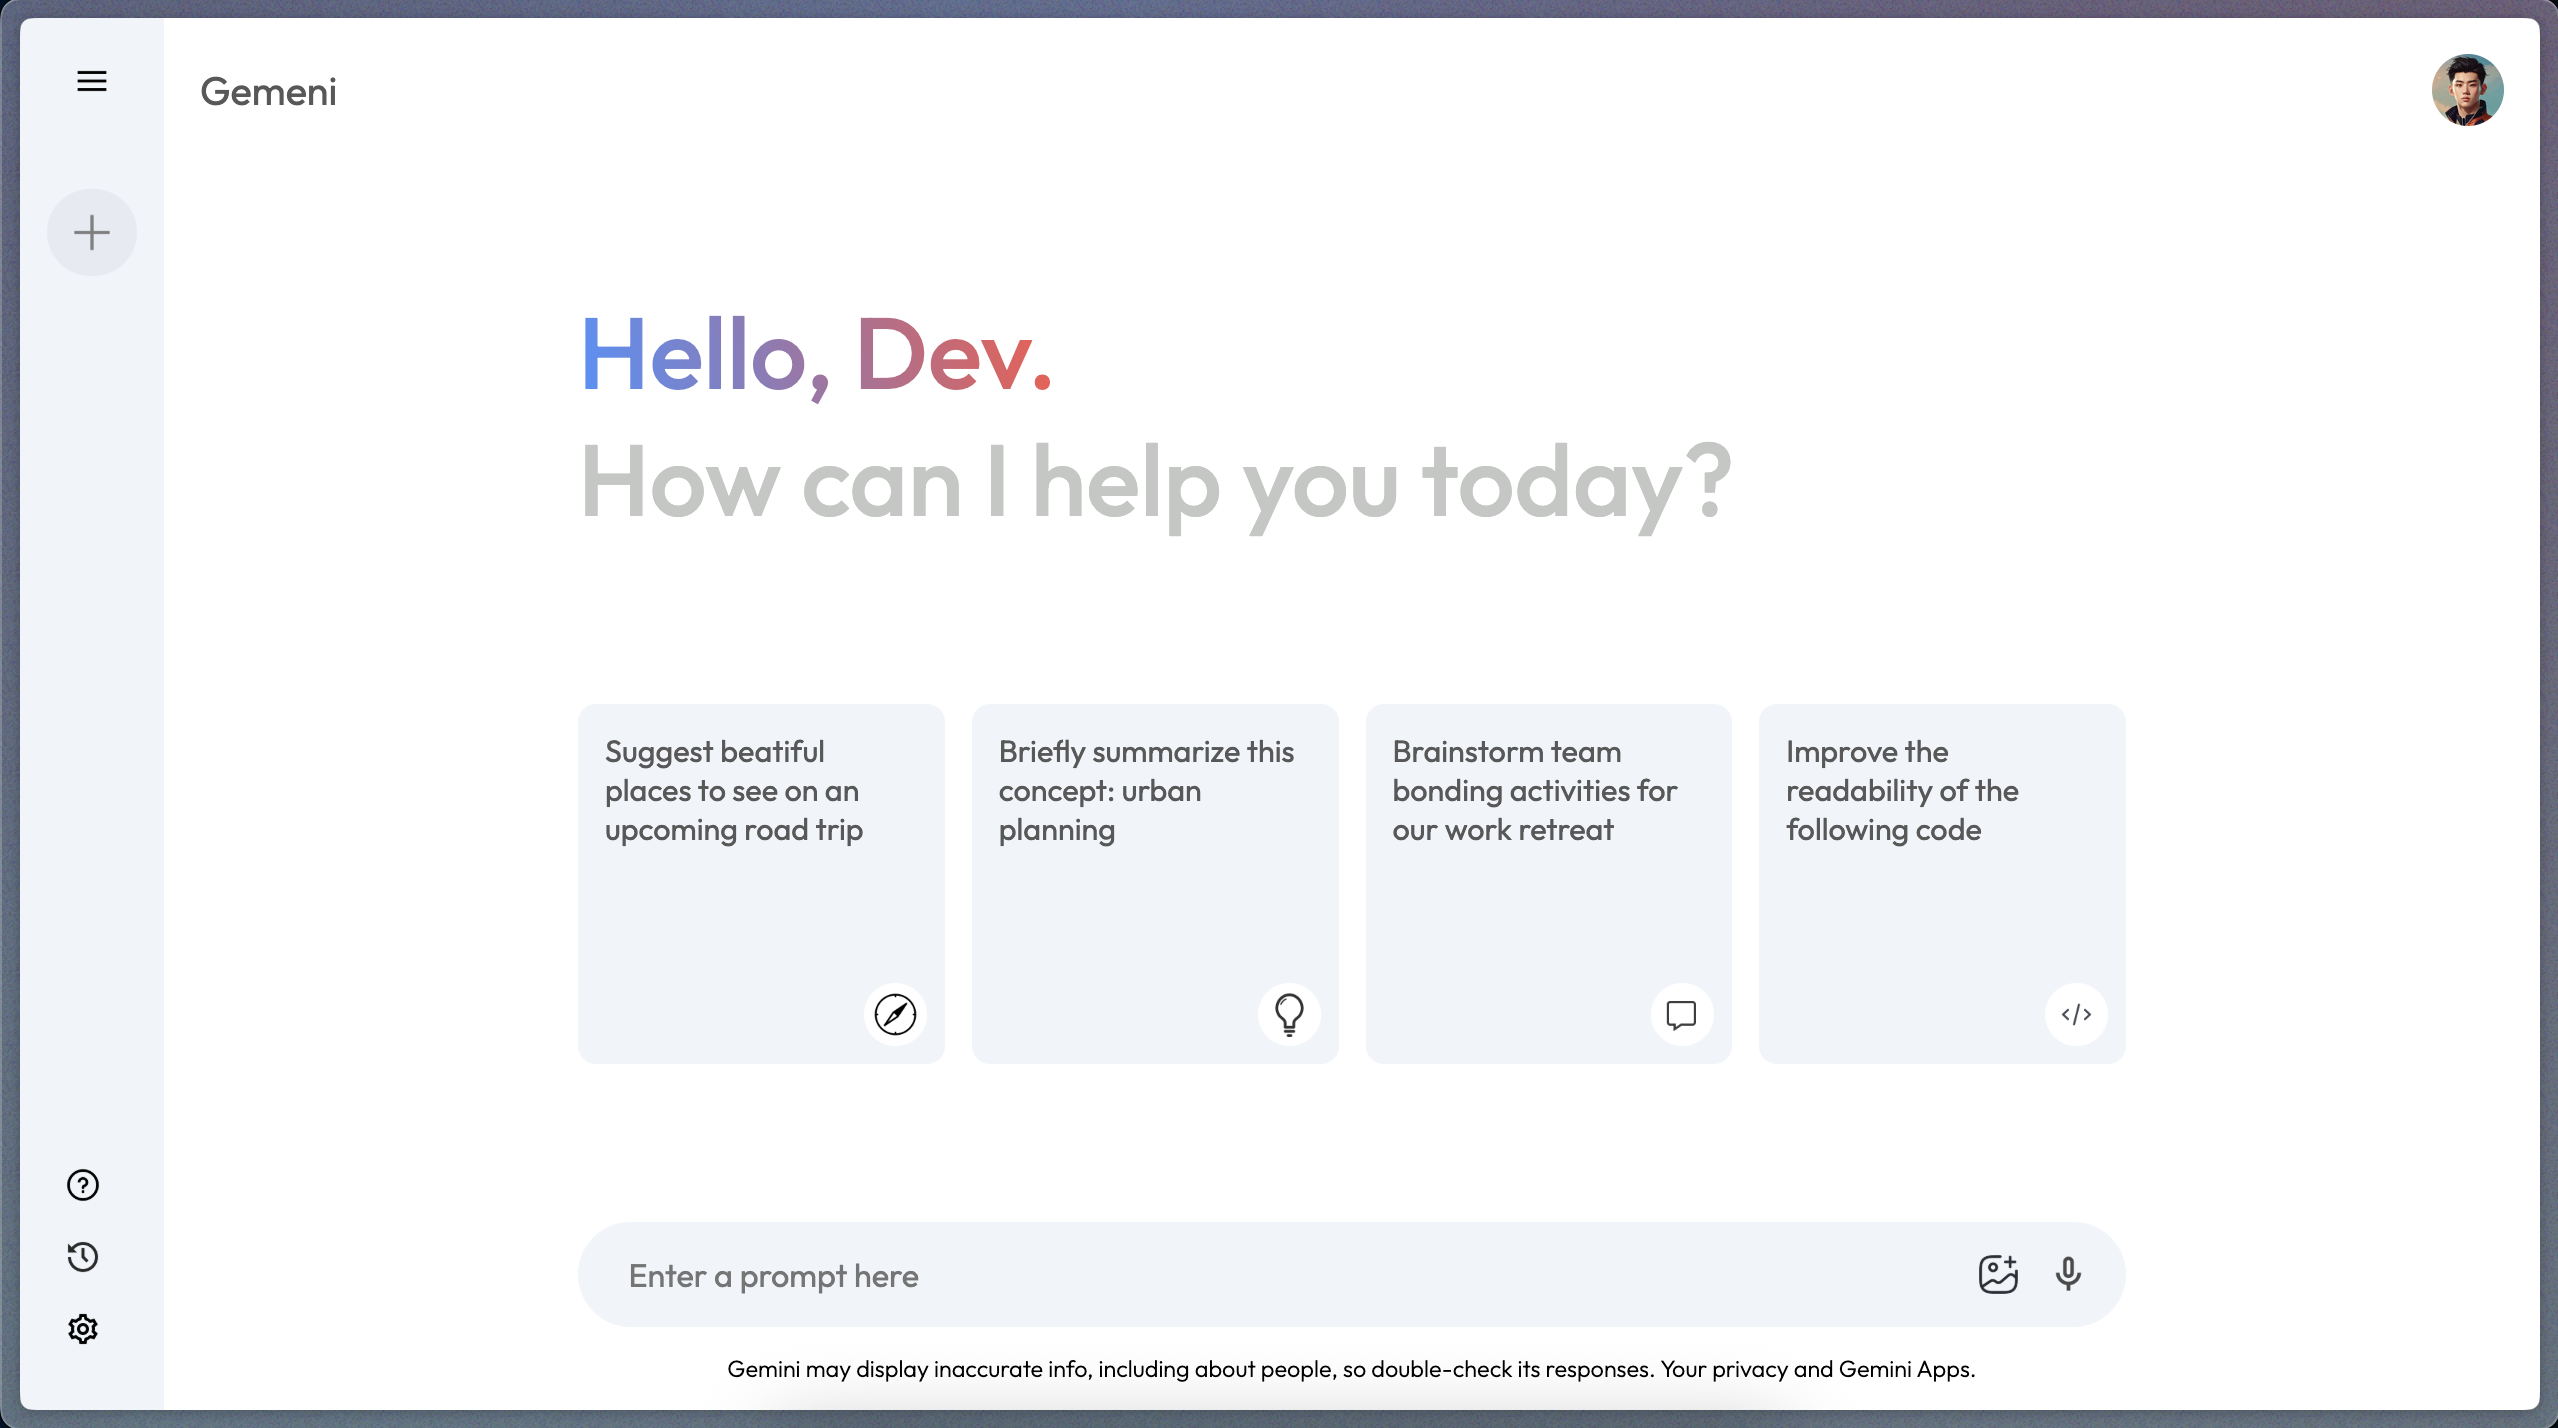 Gemeni
Hello, Dev.
How can I help you today?
Suggest beatiful
places to see on an
upcoming road trip
Briefly summarize this
concept: urban
planning
Brainstorm team
bonding activities for
our work retreat
Improve the
readability of the
following code
Enter a prompt here
Gemini may display inaccurate info, including about people, so double-check its responses. Your privacy and Gemini Apps.